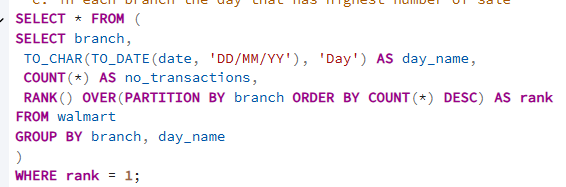 c. in each branch the day that has highest number of sale
SELECT * FROM (
SELECT branch,
TO_CHAR(TO_DATE(date, 'DD/MM/YY'), 'Day') AS day_name,
COUNT(*) AS no_transactions,
RANK() OVER(PARTITION BY branch ORDER BY COUNT(*) DESC) AS rank
FROM walmart
GROUP BY branch, day_name
)
WHERE rank = 1;